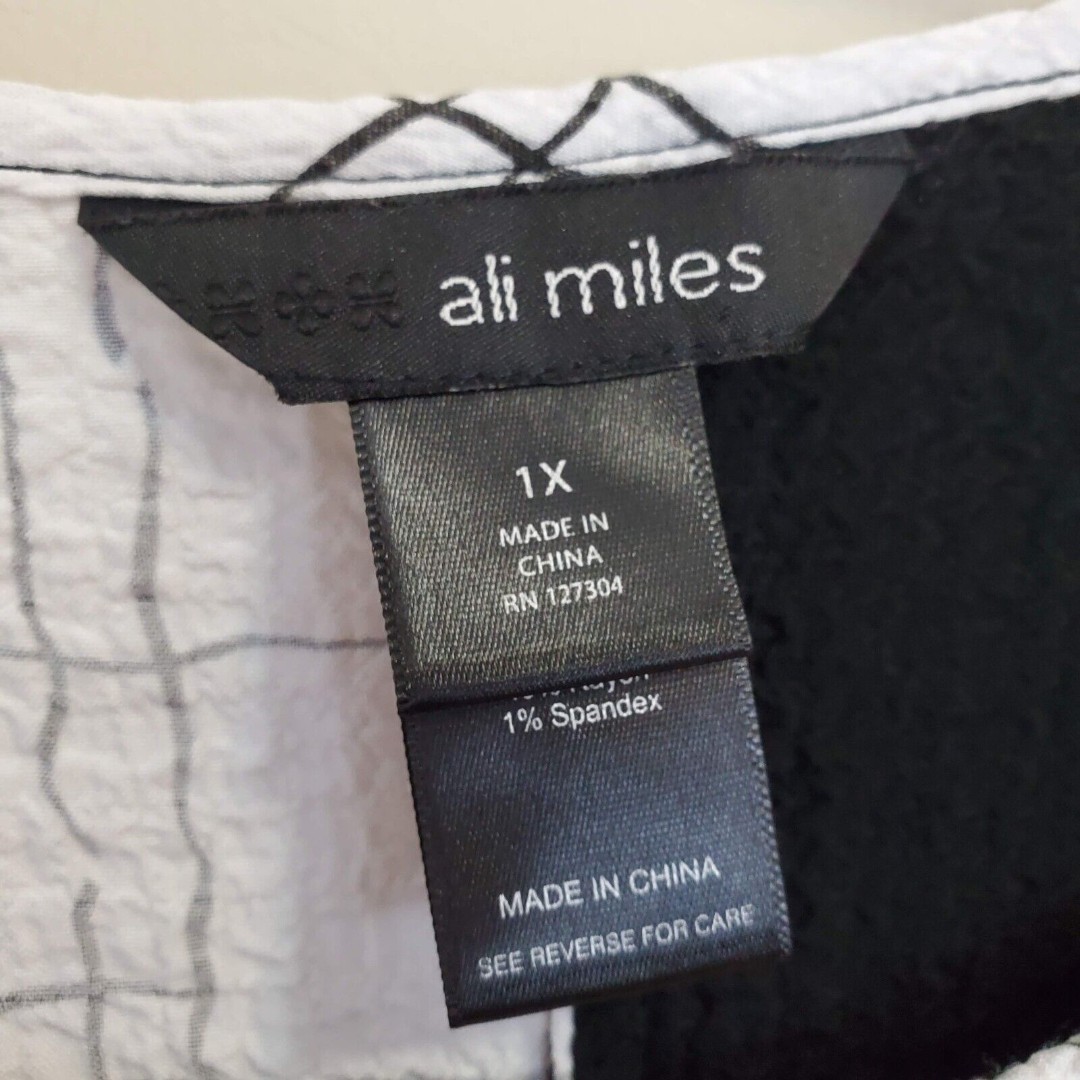 ali miles
1X
MADE IN
CHINA
RN 127304
1% Spandex
MADE IN CHINA
SEE REVERSE FOR CARE